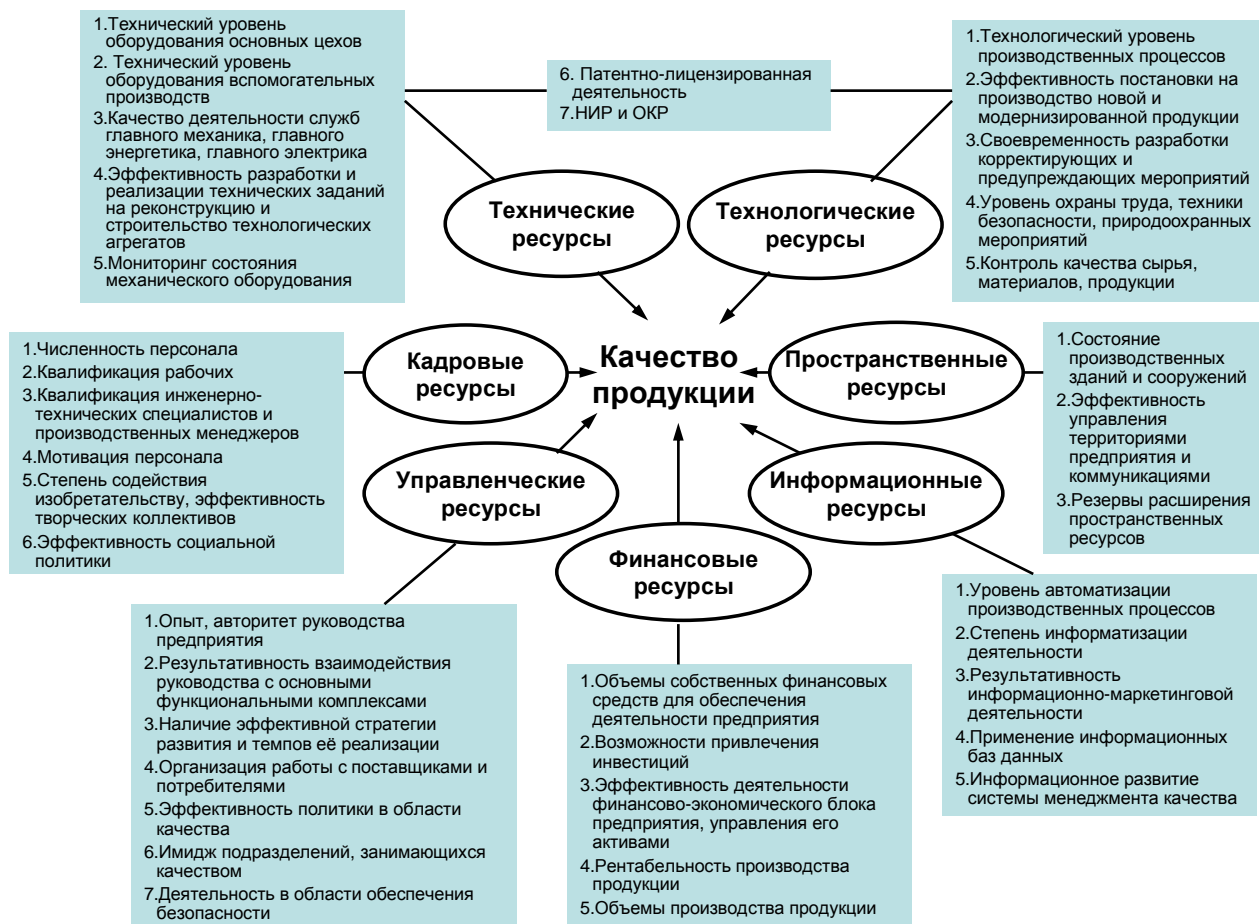 1.Технический уровень
оборудования основных цехов
2. Технический уровень
оборудования вспомогательных
производств
3.Качество деятельности служб
главного механика, главного
энергетика, главного электрика
4.Эффективность разработки и
реализации технических заданий
на реконструкцию и
строительство технологических
агрегатов
5.Мониторинг состояния
механического оборудования
6. Патентно-лицензированная
деятельность
7.НИР и ОКР
1.Технологический уровень
производственных процессов
2.Эффективность постановки на
производство новой и
модернизированной продукции
3.Своевременность разработки
корректирующих и
предупреждающих мероприятий
4.Уровень охраны труда, техники
безопасности, природоохранных
мероприятий
5.Контроль качества сырья,
материалов, продукции
Технические
ресурсы
Технологические
ресурсы
1.Численность персонала
2.Квалификация рабочих
3.Квалификация инженерно-
технических специалистов и
производственных менеджеров
4.Мотивация персонала
5.Степень содействия
изобретательству, эффективность
творческих коллективов
6.Эффективность социальной
политики
Кадровые
ресурсы
Качество
продукции
Пространственные
ресурсы
1.Состояние
производственных
зданий и сооружений
2.Эффективность
управления
территориями
предприятия и
коммуникациями
3.Резервы расширения
пространственных
ресурсов
Управленческие
ресурсы
Информационные
ресурсы
Финансовые
ресурсы
1.Опыт, авторитет руководства
предприятия
2.Результативность взаимодействия
руководства с основными
функциональными комплексами
3.Наличие эффективной стратегии
развития и темпов её реализации
4.Организация работы с поставщиками и
потребителями
5.Эффективность политики в области
качества
6.Имидж подразделений, занимающихся
качеством
7.Деятельность в области обеспечения
безопасности
1.Объемы собственных финансовых
средств для обеспечения
деятельности предприятия
2.Возможности привлечения
инвестиций
3.Эффективность деятельности
финансово-экономического блока
предприятия, управления его
активами
4.Рентабельность производства
продукции
5.Объемы производства продукции
1.Уровень автоматизации
производственных процессов
2.Степень информатизации
деятельности
3.Результативность
информационно-маркетинговой
деятельности
4.Применение информационных
баз данных
5.Информационное развитие
системы менеджмента качества